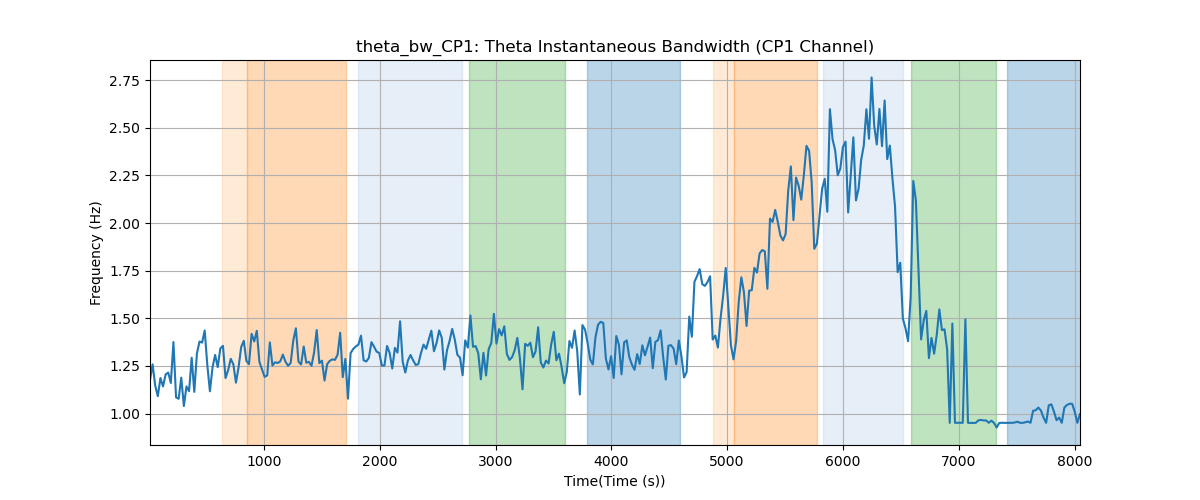 theta_bw_CP1: Theta Instantaneous Bandwidth (CP1 Channel)
Frequency (Hz)
2.75
2.50
2.25
2.00
1.75
1.50
1.25
1.00
1000 2000 3000 4000 5000 6000 7000 8000
Time(Time (s))